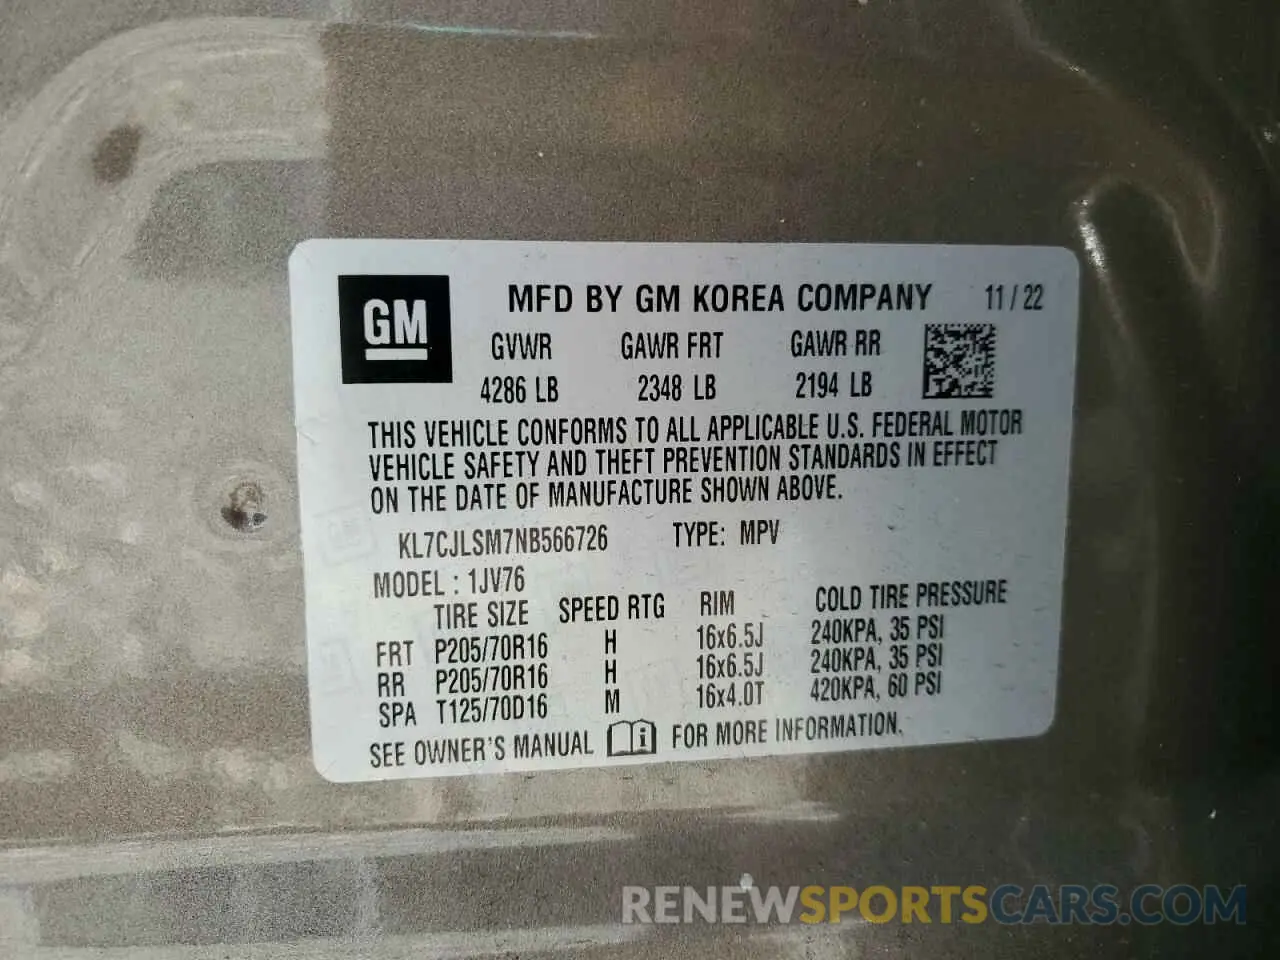 GM
MFD BY GM KOREA COMPANY 11/22
GVWR GAWR FRT GAWR RR
4286 LB 2348 LB 2194 LB
THIS VEHICLE CONFORMS TO ALL APPLICABLE U.S. FEDERAL MOTOR
VEHICLE SAFETY AND THEFT PREVENTION STANDARDS IN EFFECT
ON THE DATE OF MANUFACTURE SHOWN ABOVE.
KL7CJLSM7NB566726 TYPE: MPV
MODEL : 1JV76
TIRE SIZE SPEED RTG RIM COLD TIRE PRESSURE
FRT P205/70R16 H 16x6.5J 240KPA, 35 PSI
RR P205/70R16 H 16x6.5J 240KPA, 35 PSI
SPA T125/70D16 M 16x4.0T 420KPA, 60 PSI
SEE OWNER'S MANUAL i FOR MORE INFORMATION.
RENEWSPORTSCARS.COM